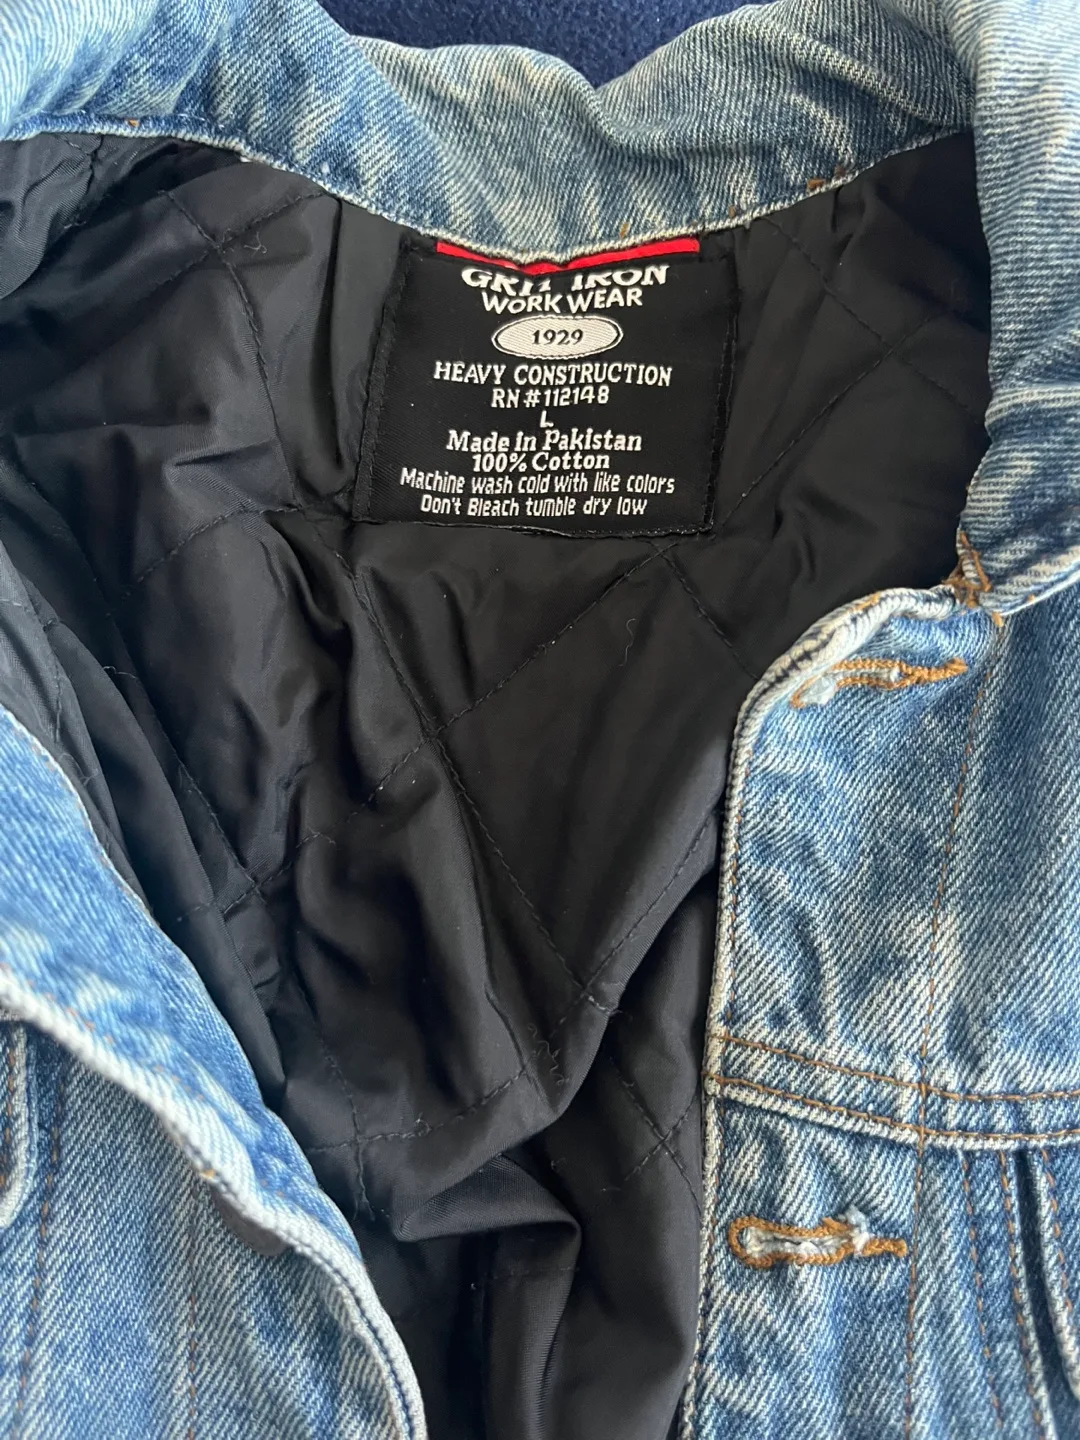 GRIT IRON
WORK WEAR
1929
HEAVY CONSTRUCTION
RN #112148
L
Made in Pakistan
100% Cotton
Machine wash cold with like colors
Don't Bleach tumble dry low